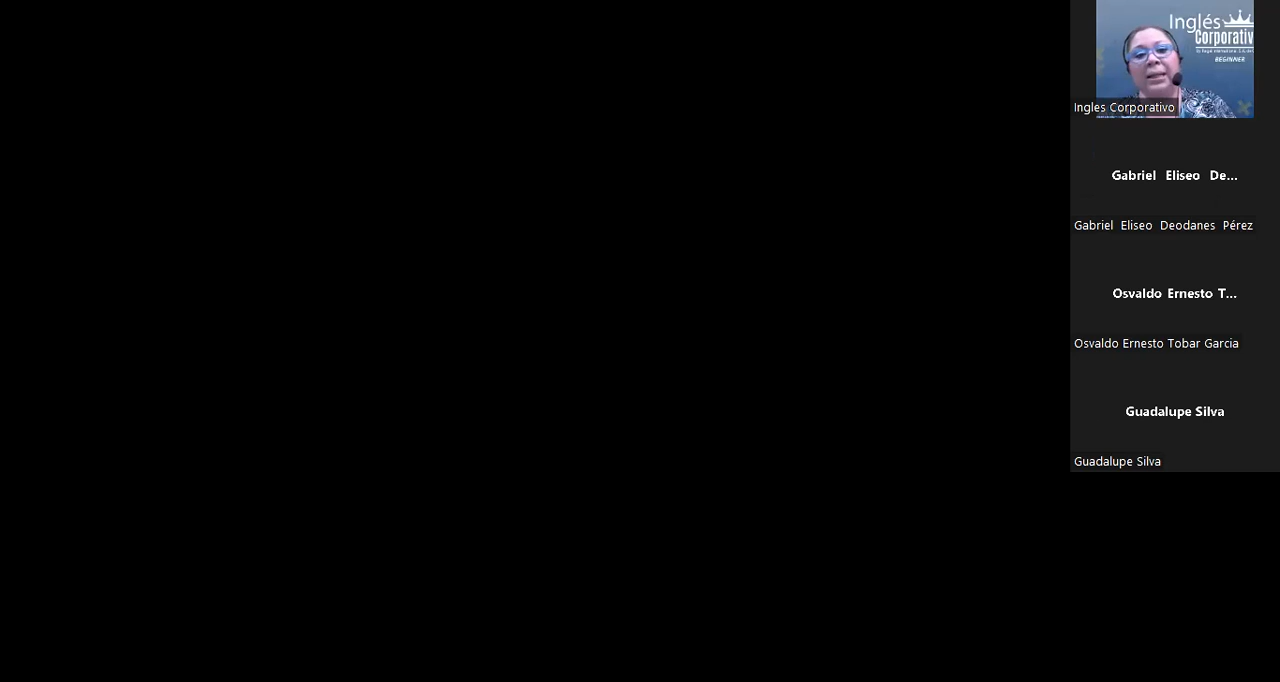 Inglés
Corporativ
BEGINNER
Ingles Corporativo
Gabriel Eliseo De...
Gabriel Eliseo Deodanes Pérez
Osvaldo Ernesto T...
Osvaldo Ernesto Tobar Garcia
Guadalupe Silva
Guadalupe Silva